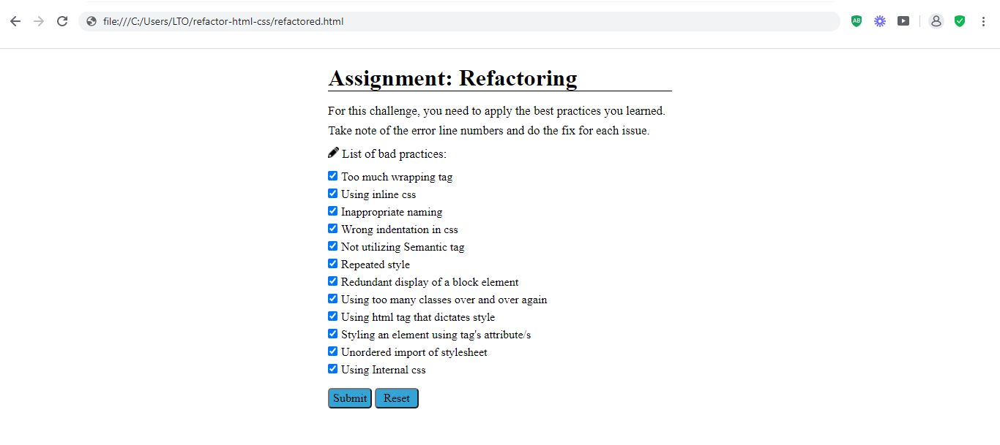 file:///C:/Users/LTO/refactor-html-css/refactored.html
AB
Assignment: Refactoring
For this challenge, you need to apply the best practices you learned.
Take note of the error line numbers and do the fix for each issue.
List of bad practices:
Too much wrapping tag
Using inline css
Inappropriate naming
Wrong indentation in css
Not utilizing Semantic tag
Repeated style
Redundant display of a block element
Using too many classes over and over again
Using html tag that dictates style
Styling an element using tag's attribute/s
Unordered import of stylesheet
Using Internal css
Submit Reset